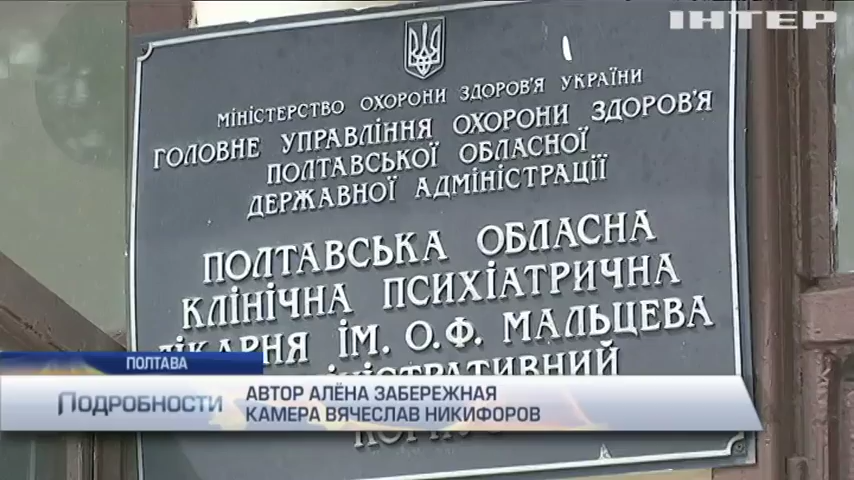 ІНТЕР
МІНІСТЕРСТВО ОХОРОНИ ЗДОРОВ'Я УКРАЇНИ
ГОЛОВНЕ УПРАВЛІННЯ ОХОРОНИ ЗДОРОВ'Я
ПОЛТАВСЬКОЇ ОБЛАСНОЇ
ДЕРЖАВНОЇ АДМІНІСТРАЦІЇ
ПОЛТАВСЬКА ОБЛАСНА
КЛІНІЧНА ПСИХІАТРИЧНА
ЛІКАРНЯ ІМ. О.Ф. МАЛЬЦЕВА
ПОЛТАВА
ПОДРОБНОСТИ
АВТОР АЛЁНА ЗАБЕРЕЖНАЯ
КАМЕРА ВЯЧЕСЛАВ НИКИФОРОВ